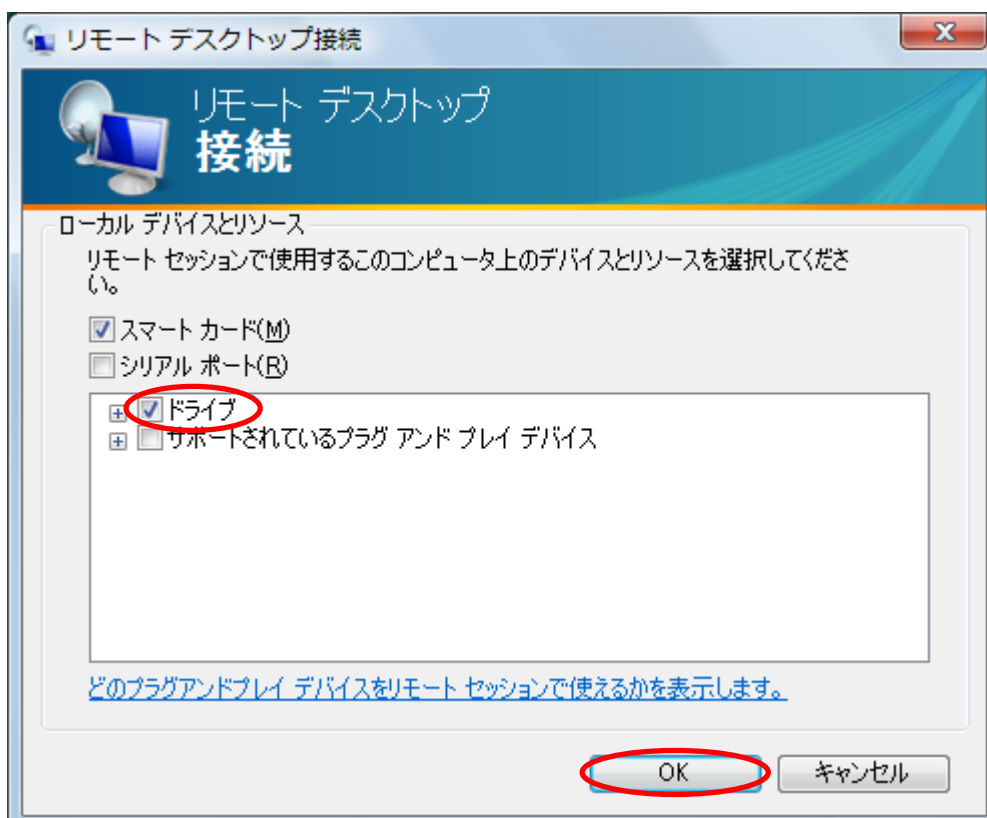 リモート デスクトップ接続
リモート デスクトップ
接続
ローカル デバイスとリソース
リモート セッションで使用するこのコンピュータ上のデバイスとリソースを選択してくださ
い。
スマート カード(M)
シリアル ポート(R)
ドライブ
サポートされているプラグ アンド プレイ デバイス
どのプラグアンドプレイ デバイスをリモート セッションで使えるかを表示します。
OK キャンセル